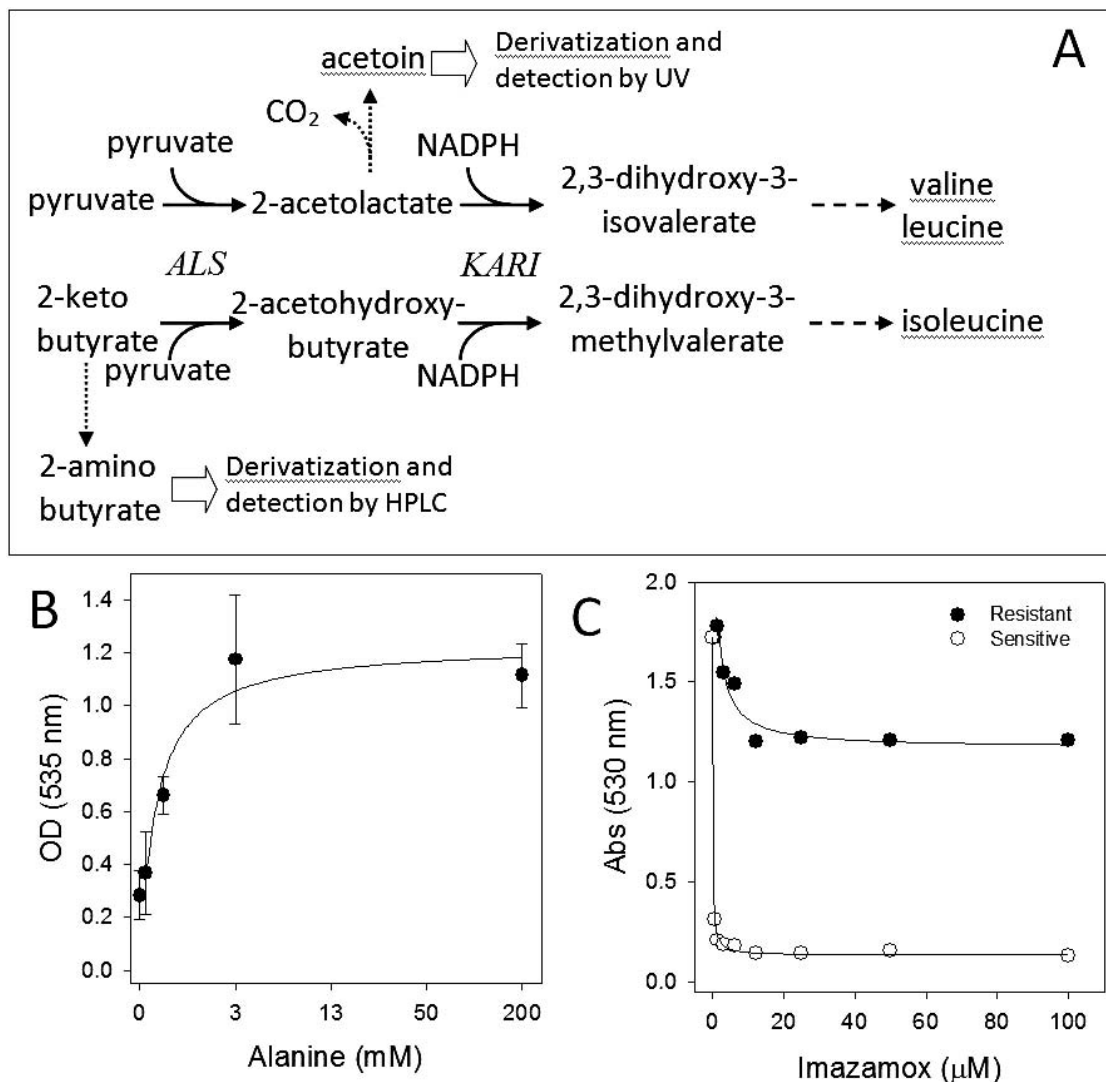 A
acetoin
Derivatization and
detection by UV
CO2
pyruvate
NADPH
pyruvate
2-acetolactate
2,3-dihydroxy-3-
isovalerate
valine
leucine
ALS
KARI
2-keto
butyrate
2-acetohydroxy-
butyrate
2,3-dihydroxy-3-
methylvalerate
isoleucine
pyruvate
NADPH
2-amino
butyrate
Derivatization and
detection by HPLC
B
1.4
1.2
1.0
0.8
0.6
0.4
0.2
0.0
OD (535 nm)
0 3 13 50 200
Alanine (mM)
C
2.0
1.5
1.0
0.5
0.0
Abs (530 nm)
Resistant
Sensitive
0 20 40 60 80 100
Imazamox (μM)